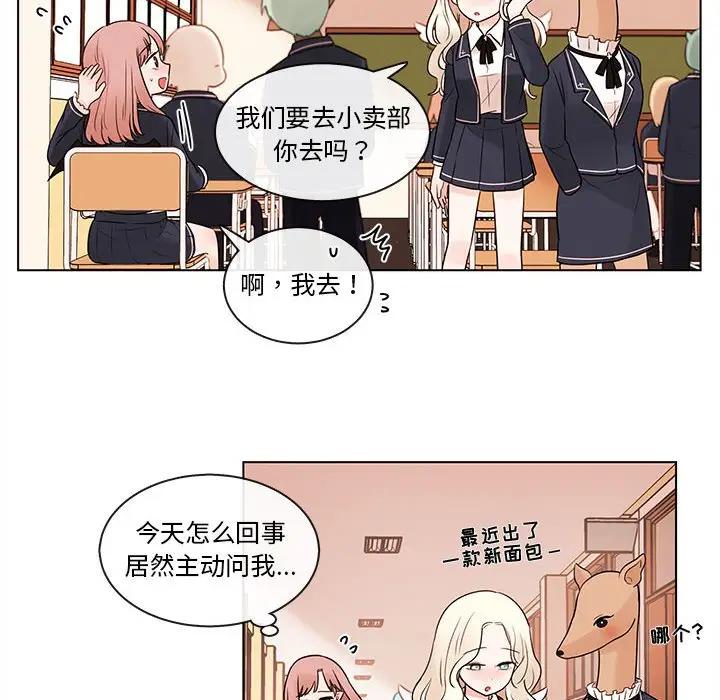 我们要去小卖部
你去吗？
啊，我去！
今天怎么回事
居然主动问我...
最近出了
一款新面包–
哪个？